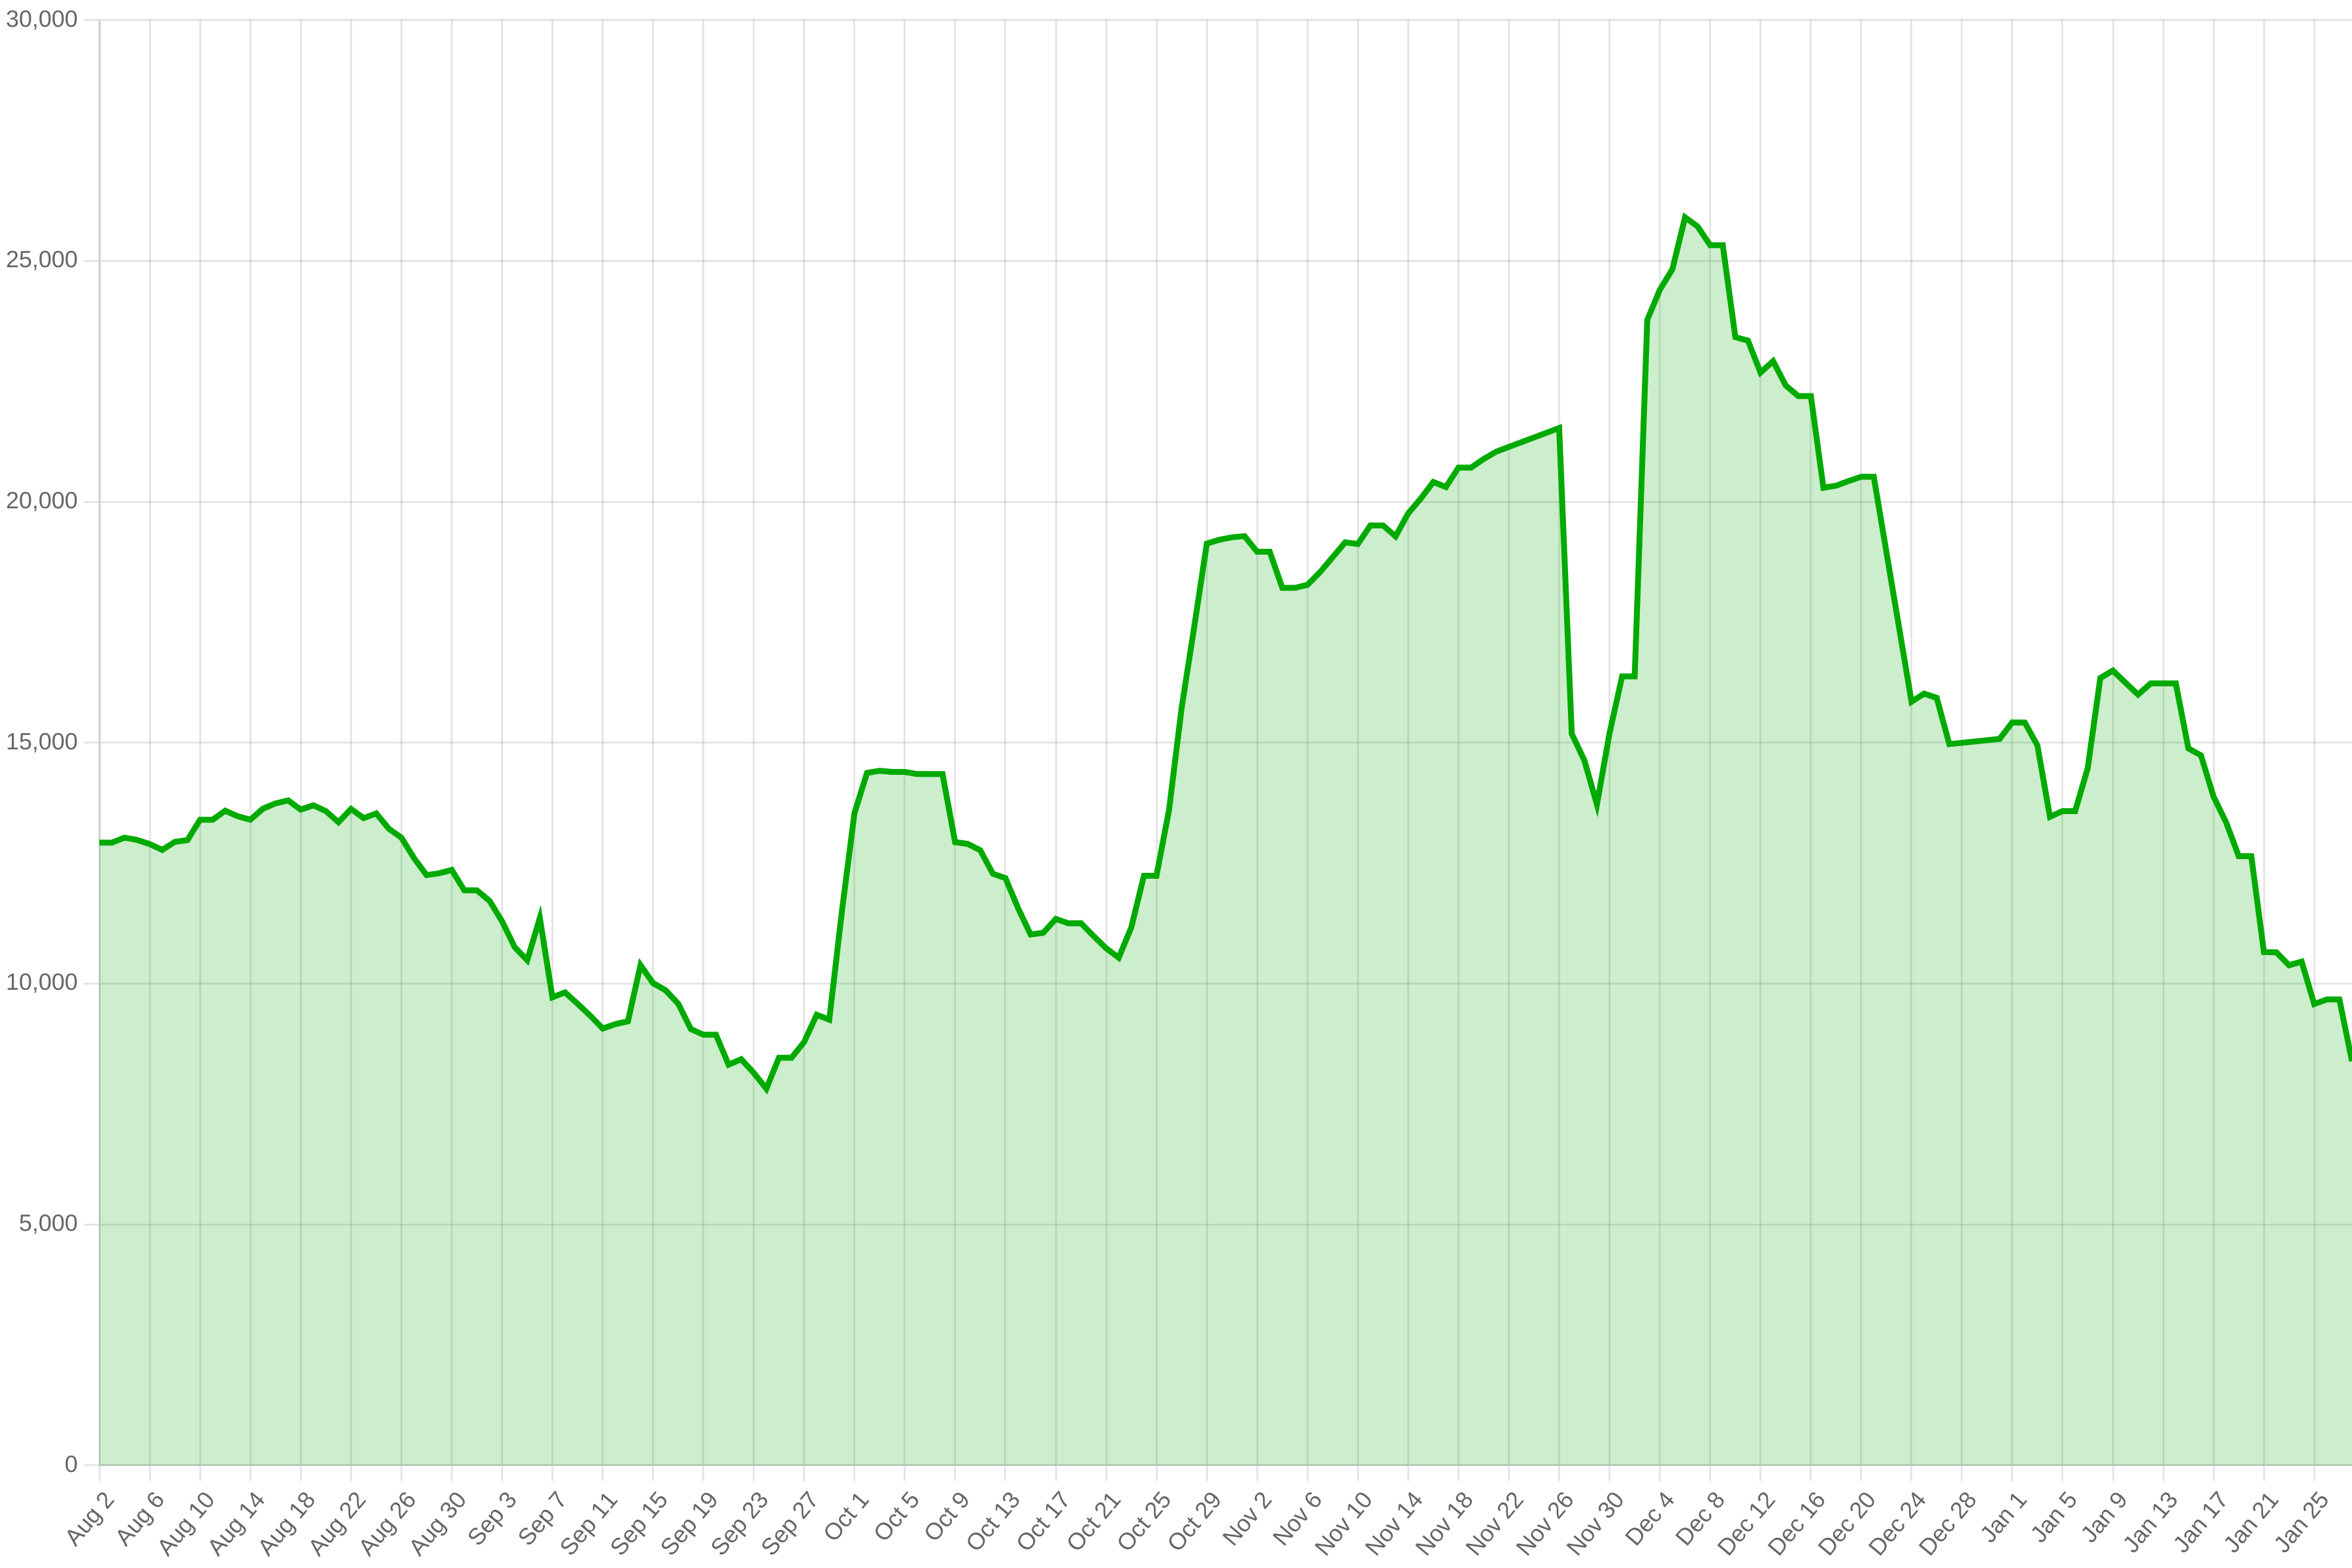 30,000
25,000
20,000
15,000
10,000
5,000
0
Aug 2
Aug 6
Aug 10
Aug 14
Aug 18
Aug 22
Aug 26
Aug 30
Sep 3
Sep 7
Sep 11
Sep 15
Sep 19
Sep 23
Sep 27
Oct 1
Oct 5
Oct 9
Oct 13
Oct 17
Oct 21
Oct 25
Oct 29
Nov 2
Nov 6
Nov 10
Nov 14
Nov 18
Nov 22
Nov 26
Nov 30
Dec 4
Dec 8
Dec 12
Dec 16
Dec 20
Dec 24
Dec 28
Jan 1
Jan 5
Jan 9
Jan 13
Jan 17
Jan 21
Jan 25